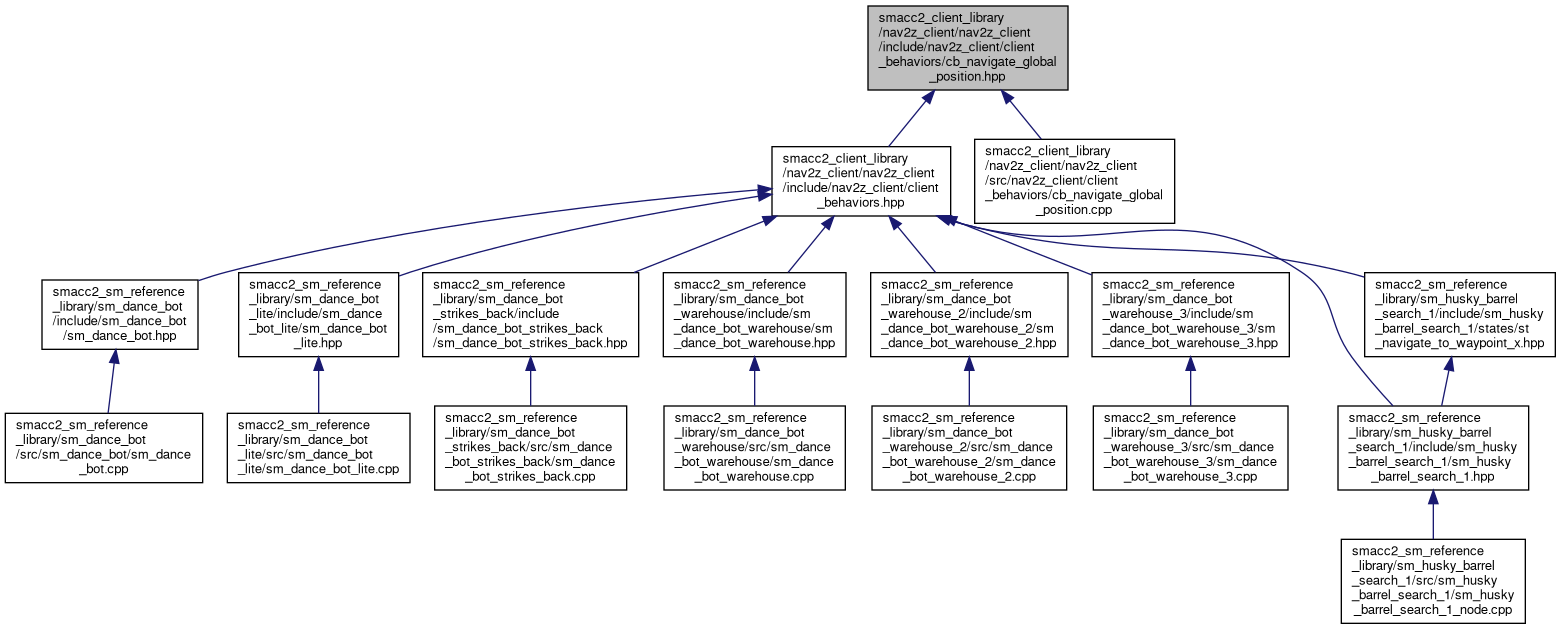 smacc2_client_library
/nav2z_client/nav2z_client
/include/nav2z_client/client
_behaviors/cb_navigate_global
_position.hpp
smacc2_client_library
/nav2z_client/nav2z_client
/include/nav2z_client/client
_behaviors.hpp
smacc2_client_library
/nav2z_client/nav2z_client
/src/nav2z_client/client
_behaviors/cb_navigate_global
_position.cpp
smacc2_sm_reference
_library/sm_dance_bot
/include/sm_dance_bot
/sm_dance_bot.hpp
smacc2_sm_reference
_library/sm_dance_bot
_lite/include/sm_dance
_bot_lite/sm_dance_bot
_lite.hpp
smacc2_sm_reference
_library/sm_dance_bot
_strikes_back/include
/sm_dance_bot_strikes_back
/sm_dance_bot_strikes_back.hpp
smacc2_sm_reference
_library/sm_dance_bot
_warehouse/include/sm
_dance_bot_warehouse/sm
_dance_bot_warehouse.hpp
smacc2_sm_reference
_library/sm_dance_bot
_warehouse_2/include/sm
_dance_bot_warehouse_2/sm
_dance_bot_warehouse_2.hpp
smacc2_sm_reference
_library/sm_dance_bot
_warehouse_3/include/sm
_dance_bot_warehouse_3/sm
_dance_bot_warehouse_3.hpp
smacc2_sm_reference
_library/sm_husky_barrel
_search_1/include/sm_husky
_barrel_search_1/states/st
_navigate_to_waypoint_x.hpp
smacc2_sm_reference
_library/sm_dance_bot
/src/sm_dance_bot/sm_dance
_bot.cpp
smacc2_sm_reference
_library/sm_dance_bot
_lite/src/sm_dance_bot
_lite/sm_dance_bot_lite.cpp
smacc2_sm_reference
_library/sm_dance_bot
_strikes_back/src/sm_dance
_bot_strikes_back/sm_dance
_bot_strikes_back.cpp
smacc2_sm_reference
_library/sm_dance_bot
_warehouse/src/sm_dance
_bot_warehouse/sm_dance
_bot_warehouse.cpp
smacc2_sm_reference
_library/sm_dance_bot
_warehouse_2/src/sm_dance
_bot_warehouse_2/sm_dance
_bot_warehouse_2.cpp
smacc2_sm_reference
_library/sm_dance_bot
_warehouse_3/src/sm_dance
_bot_warehouse_3/sm_dance
_bot_warehouse_3.cpp
smacc2_sm_reference
_library/sm_husky_barrel
_search_1/include/sm_husky
_barrel_search_1/sm_husky
_barrel_search_1.hpp
smacc2_sm_reference
_library/sm_husky_barrel
_search_1/src/sm_husky
_barrel_search_1/sm_husky
_barrel_search_1_node.cpp